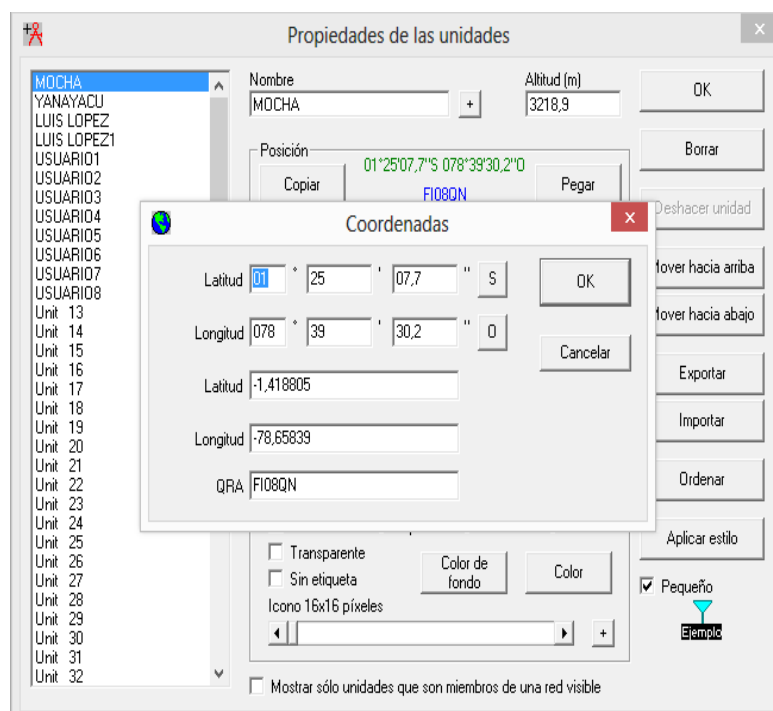 Propiedades de las unidades
x
MOCHA
YANAYACU
LUIS LOPEZ
LUIS LOPEZ1
USUARIO1
USUARIO2
USUARIO3
USUARIO4
USUARIO5
USUARIO6
USUARIO7
USUARIO8
Unit 13
Unit 14
Unit 15
Unit 16
Unit 17
Unit 18
Unit 19
Unit 20
Unit 21
Unit 22
Unit 23
Unit 24
Unit 25
Unit 26
Unit 27
Unit 28
Unit 29
Unit 30
Unit 31
Unit 32
Nombre
MOCHA
+
Altitud (m)
3218,9
Posición
01°25'07,7"S 078°39'30,2"O
Copiar
FI08QN
Pegar
Coordenadas
x
Latitud 01 ° 25 ' 07,7 " S
Longitud 078 ° 39 ' 30,2 " O
Latitud -1,418805
Longitud -78,65839
QRA FI08QN
OK
Cancelar
Transparente
Sin etiqueta
Color de fondo
Color
Icono 16x16 píxeles
+
Mostrar sólo unidades que son miembros de una red visible
OK
Borrar
Deshacer unidad
Mover hacia arriba
Mover hacia abajo
Exportar
Importar
Ordenar
Aplicar estilo
Pequeño
Ejemplo